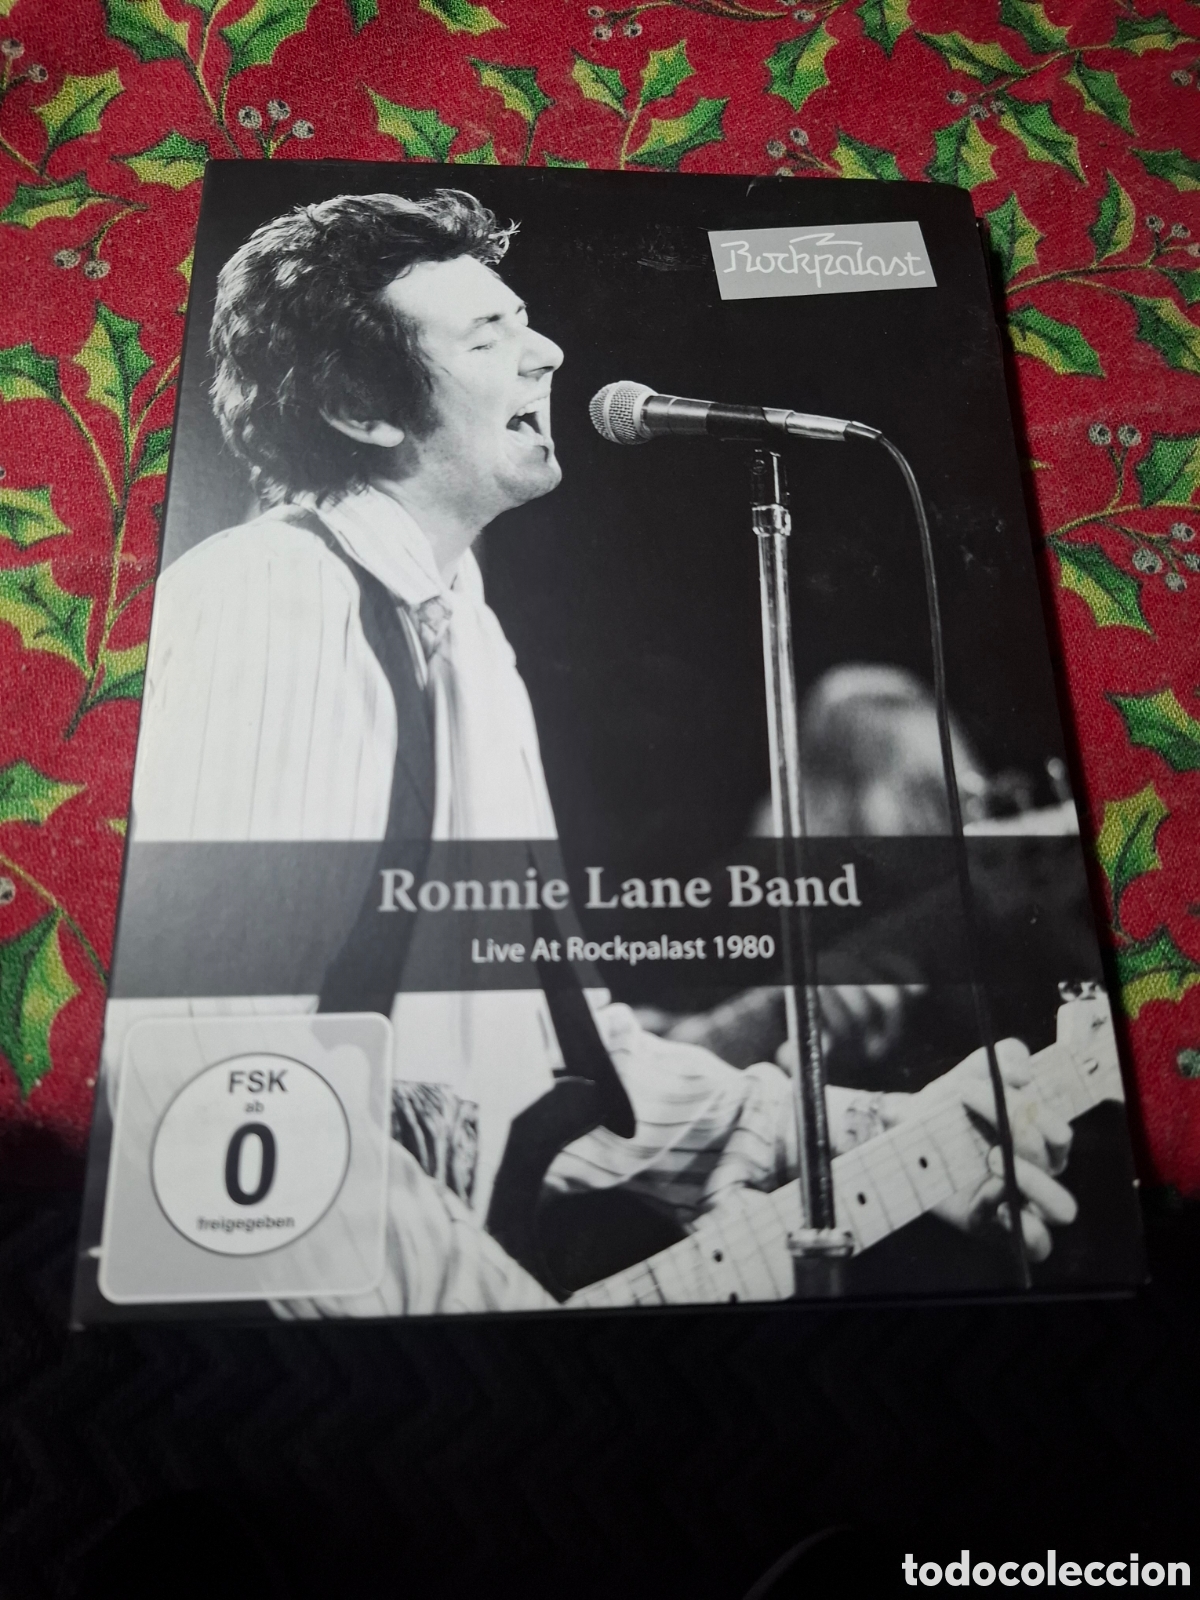 Rockpalast
Ronnie Lane Band
Live At Rockpalast 1980
FSK
ab
0
freigegeben
todocoleccion